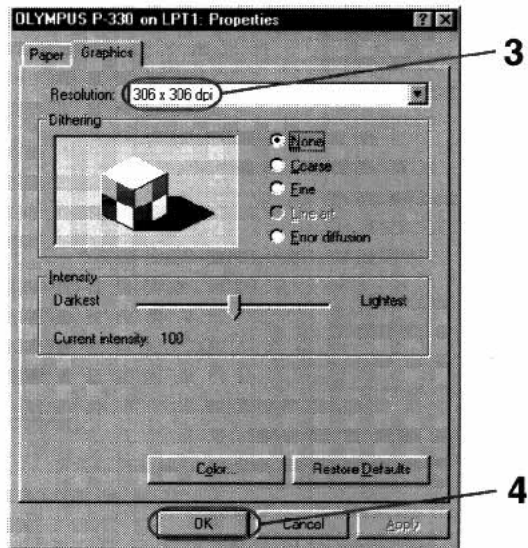 OLYMPUS P-330 on LPT1: Properties
Paper Graphics
3
Resolution: 306 x 306 dpi
Dithering
None
Coarse
Fine
Line art
Error diffusion
Intensity
Darkest Lightest
Current intensity: 100
Color... Restore Defaults
4
OK Cancel Apply